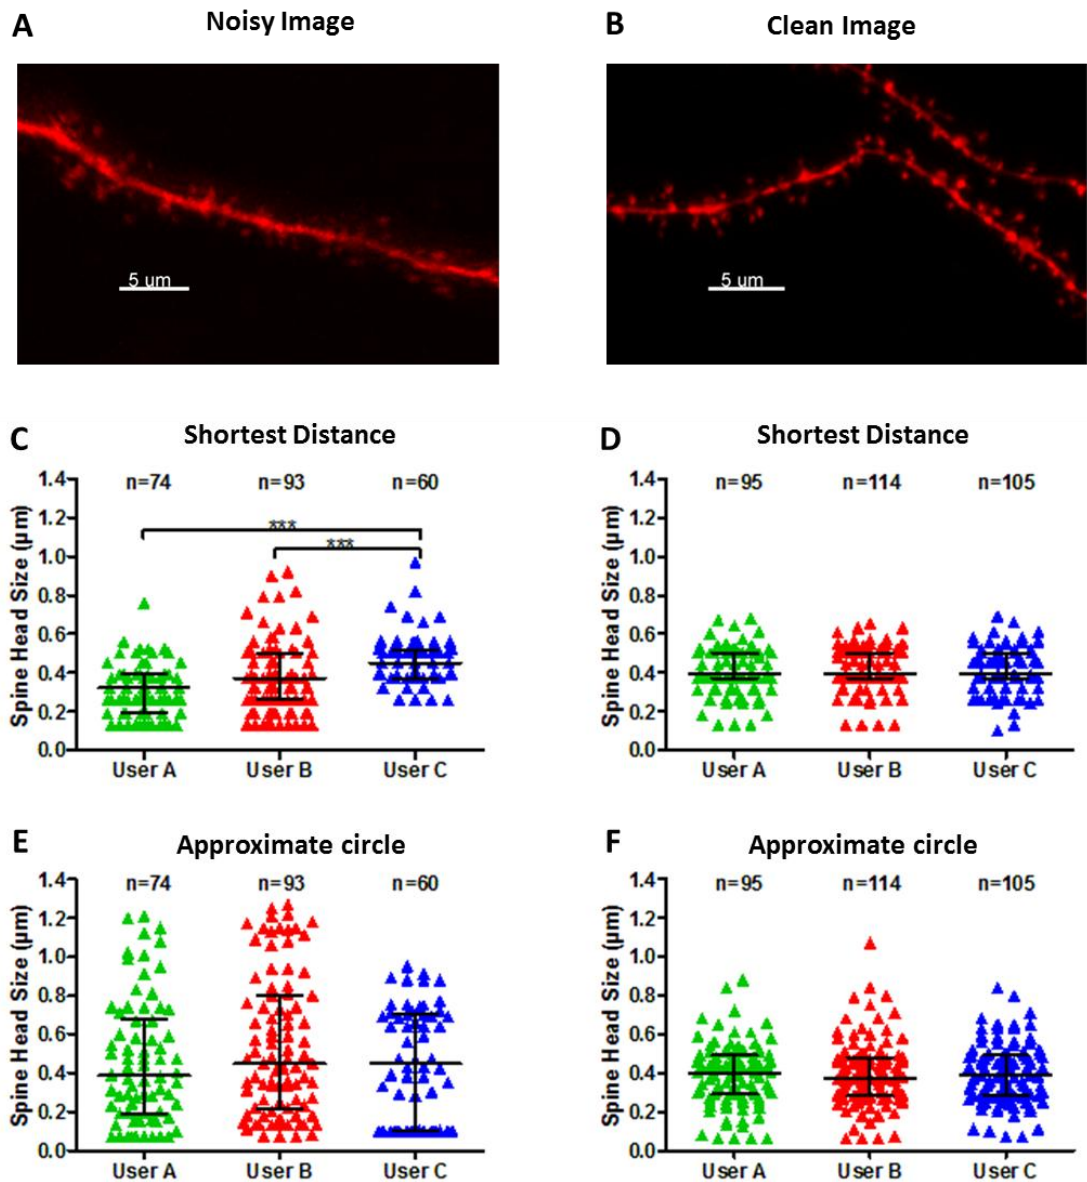 A Noisy Image
B Clean Image
5 um
5 um
C Shortest Distance
Spine Head Size (µm)
1.4
1.2
1.0
0.8
0.6
0.4
0.2
0.0
n=74 n=93 n=60
***
***
User A User B User C
D Shortest Distance
Spine Head Size (µm)
1.4
1.2
1.0
0.8
0.6
0.4
0.2
0.0
n=95 n=114 n=105
User A User B User C
E Approximate circle
Spine Head Size (µm)
1.4
1.2
1.0
0.8
0.6
0.4
0.2
0.0
n=74 n=93 n=60
User A User B User C
F Approximate circle
Spine Head Size (µm)
1.4
1.2
1.0
0.8
0.6
0.4
0.2
0.0
n=95 n=114 n=105
User A User B User C